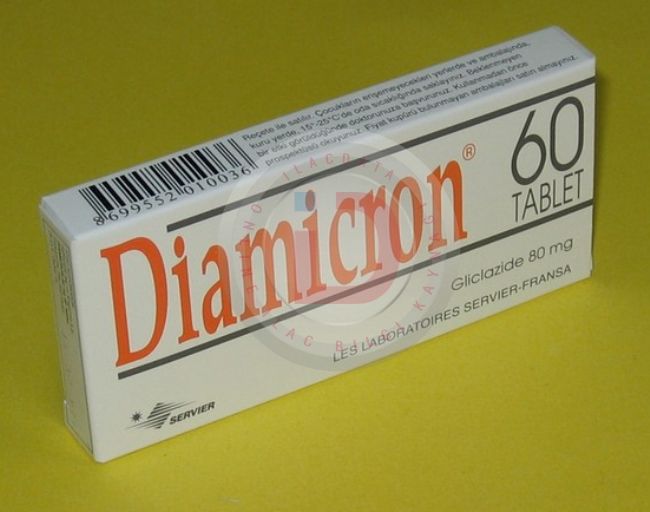 Reçete ile satılır. Çocukların erişemeyecekleri yerlerde ve ambalajında,
kuru yerde, 15°-25°C'de oda sıcaklığında saklayınız. Beklenmeyen
bir etki görüldüğünde doktorunuza başvurunuz. Kullanmadan önce
prospektüsü okuyunuz. Fiyat kupürü bulunmayan ambalajları satın almayınız.
8699552010036
Diamicron®
60
TABLET
Gliclazide 80 mg
LES LABORATOIRES SERVIER-FRANSA
SERVIER